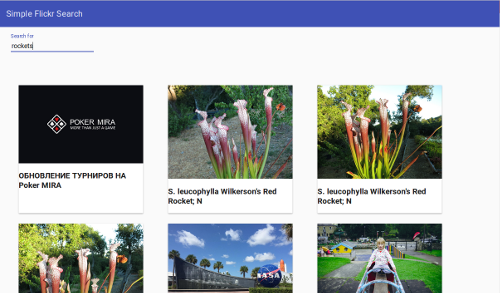 Simple Flickr Search
Search for
rockets
POKER MIRA
MORE THAN JUST A GAME
ОБНОВЛЕНИЕ ТУРНИРОВ НА
Poker MIRA
S. leucophylla Wilkerson's Red
Rocket; N
S. leucophylla Wilkerson's Red
Rocket; N
NASA